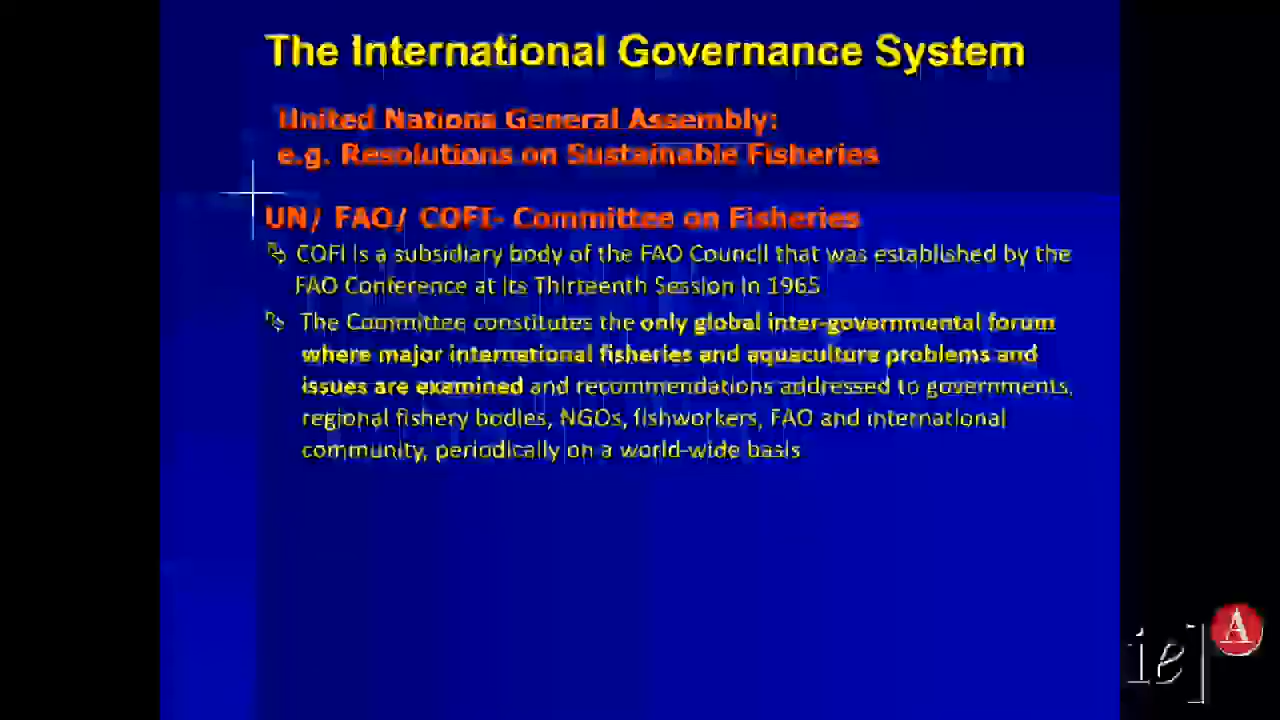 The International Governance System
United Nations General Assembly:
e.g. Resolutions on Sustainable Fisheries
UN/ FAO/ COFI- Committee on Fisheries
COFI is a subsidiary body of the FAO Council that was established by the
FAO Conference at its Thirteenth Session in 1965
The Committee constitutes the only global inter-governmental forum
where major international fisheries and aquaculture problems and
issues are examined and recommendations addressed to governments,
regional fishery bodies, NGOs, fishworkers, FAO and international
community, periodically on a world-wide basis
A
ie]